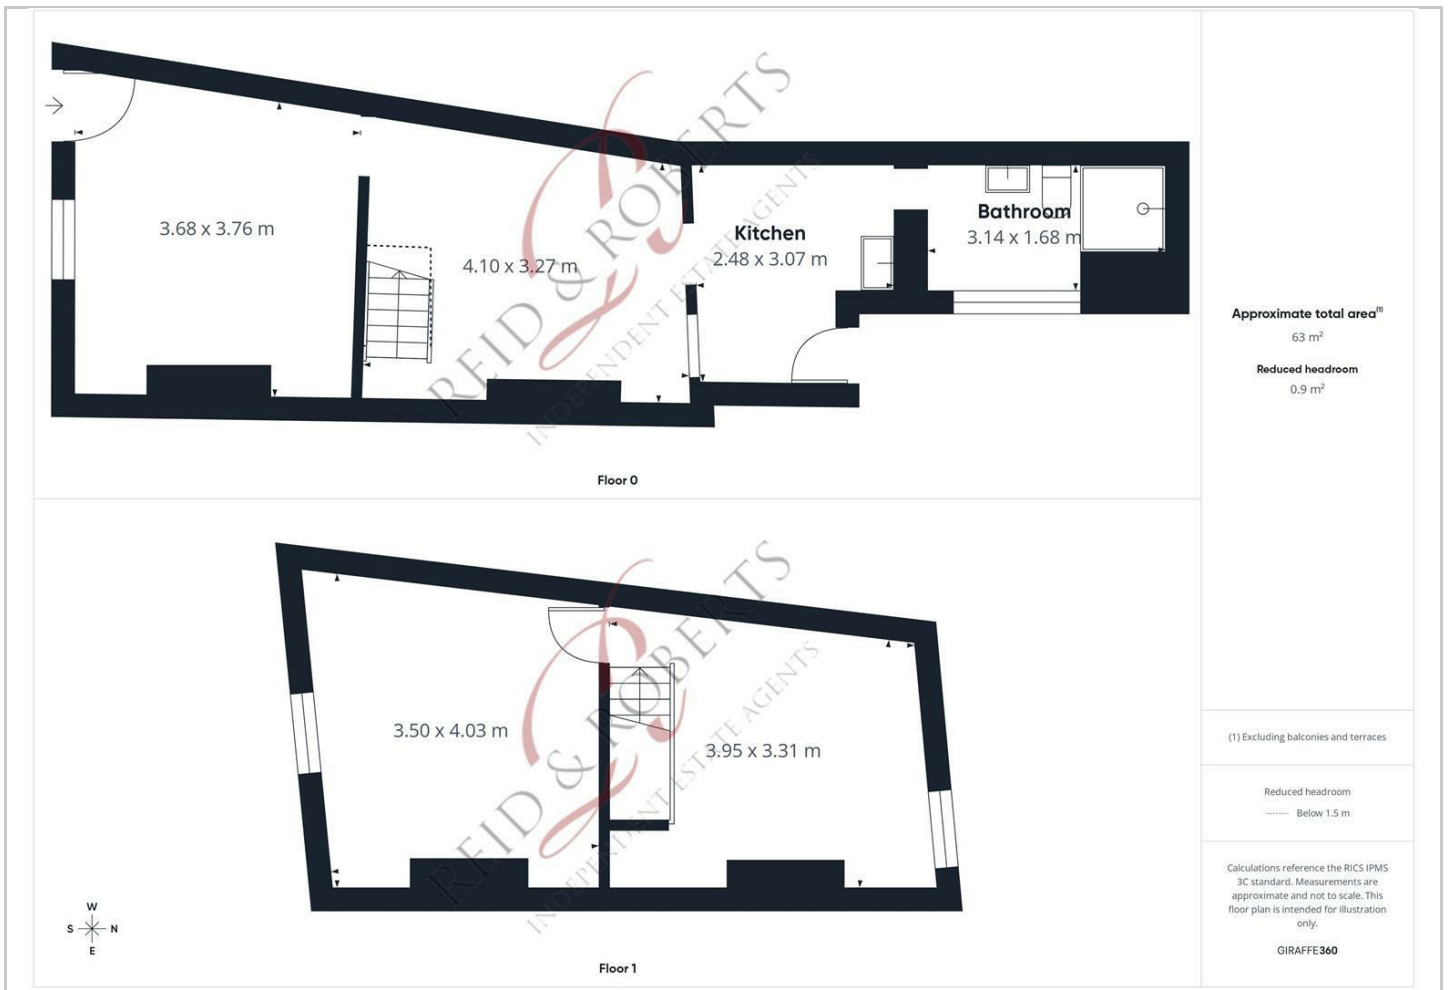 3.68 x 3.76 m
4.10 x 3.27 m
Kitchen
2.48 x 3.07 m
Bathroom
3.14 x 1.68 m
REID & ROBERTS
INDEPENDENT ESTATE AGENTS
Floor 0
3.50 x 4.03 m
3.95 x 3.31 m
REID & ROBERTS
INDEPENDENT ESTATE AGENTS
W
S N
E
Floor 1
Approximate total area(1)
63 m²
Reduced headroom
0.9 m²
(1) Excluding balconies and terraces
Reduced headroom
Below 1.5 m
Calculations reference the RICS IPMS
3C standard. Measurements are
approximate and not to scale. This
floor plan is intended for illustration
only.
GIRAFFE360